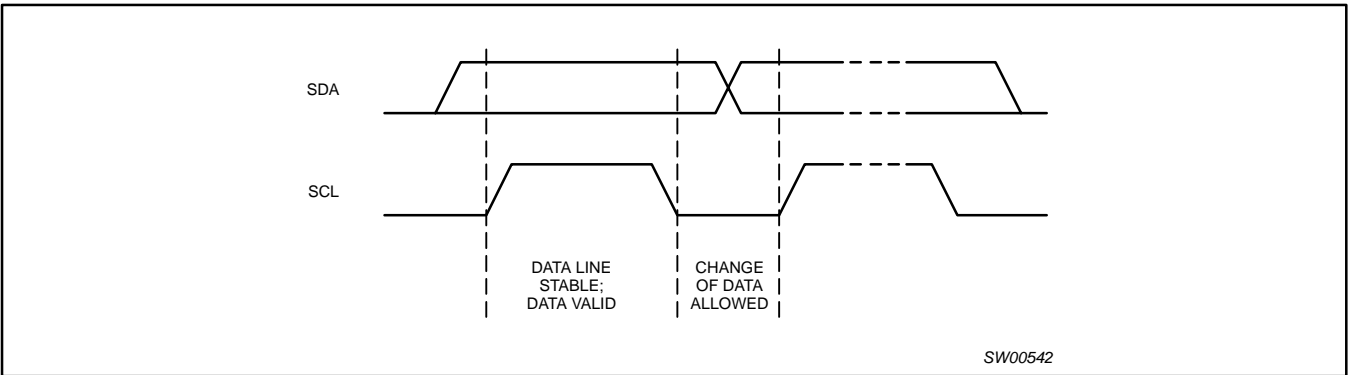 SDA
SCL
DATA LINE
STABLE;
DATA VALID
CHANGE
OF DATA
ALLOWED
SW00542